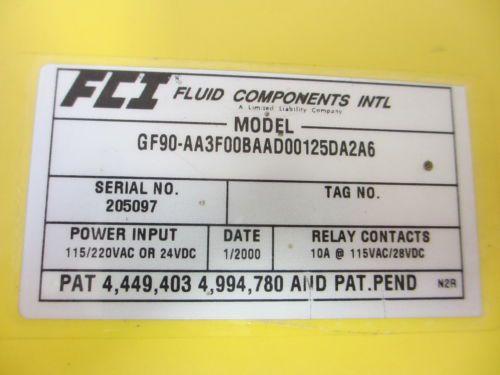 FCI FLUID COMPONENTS INTL
A Limited Liability Company
MODEL
GF90-AA3F00BAAD00125DA2A6
SERIAL NO. TAG NO.
205097
POWER INPUT DATE RELAY CONTACTS
115/220VAC OR 24VDC 1/2000 10A @ 115VAC/28VDC
PAT 4,449,403 4,994,780 AND PAT.PEND N2R